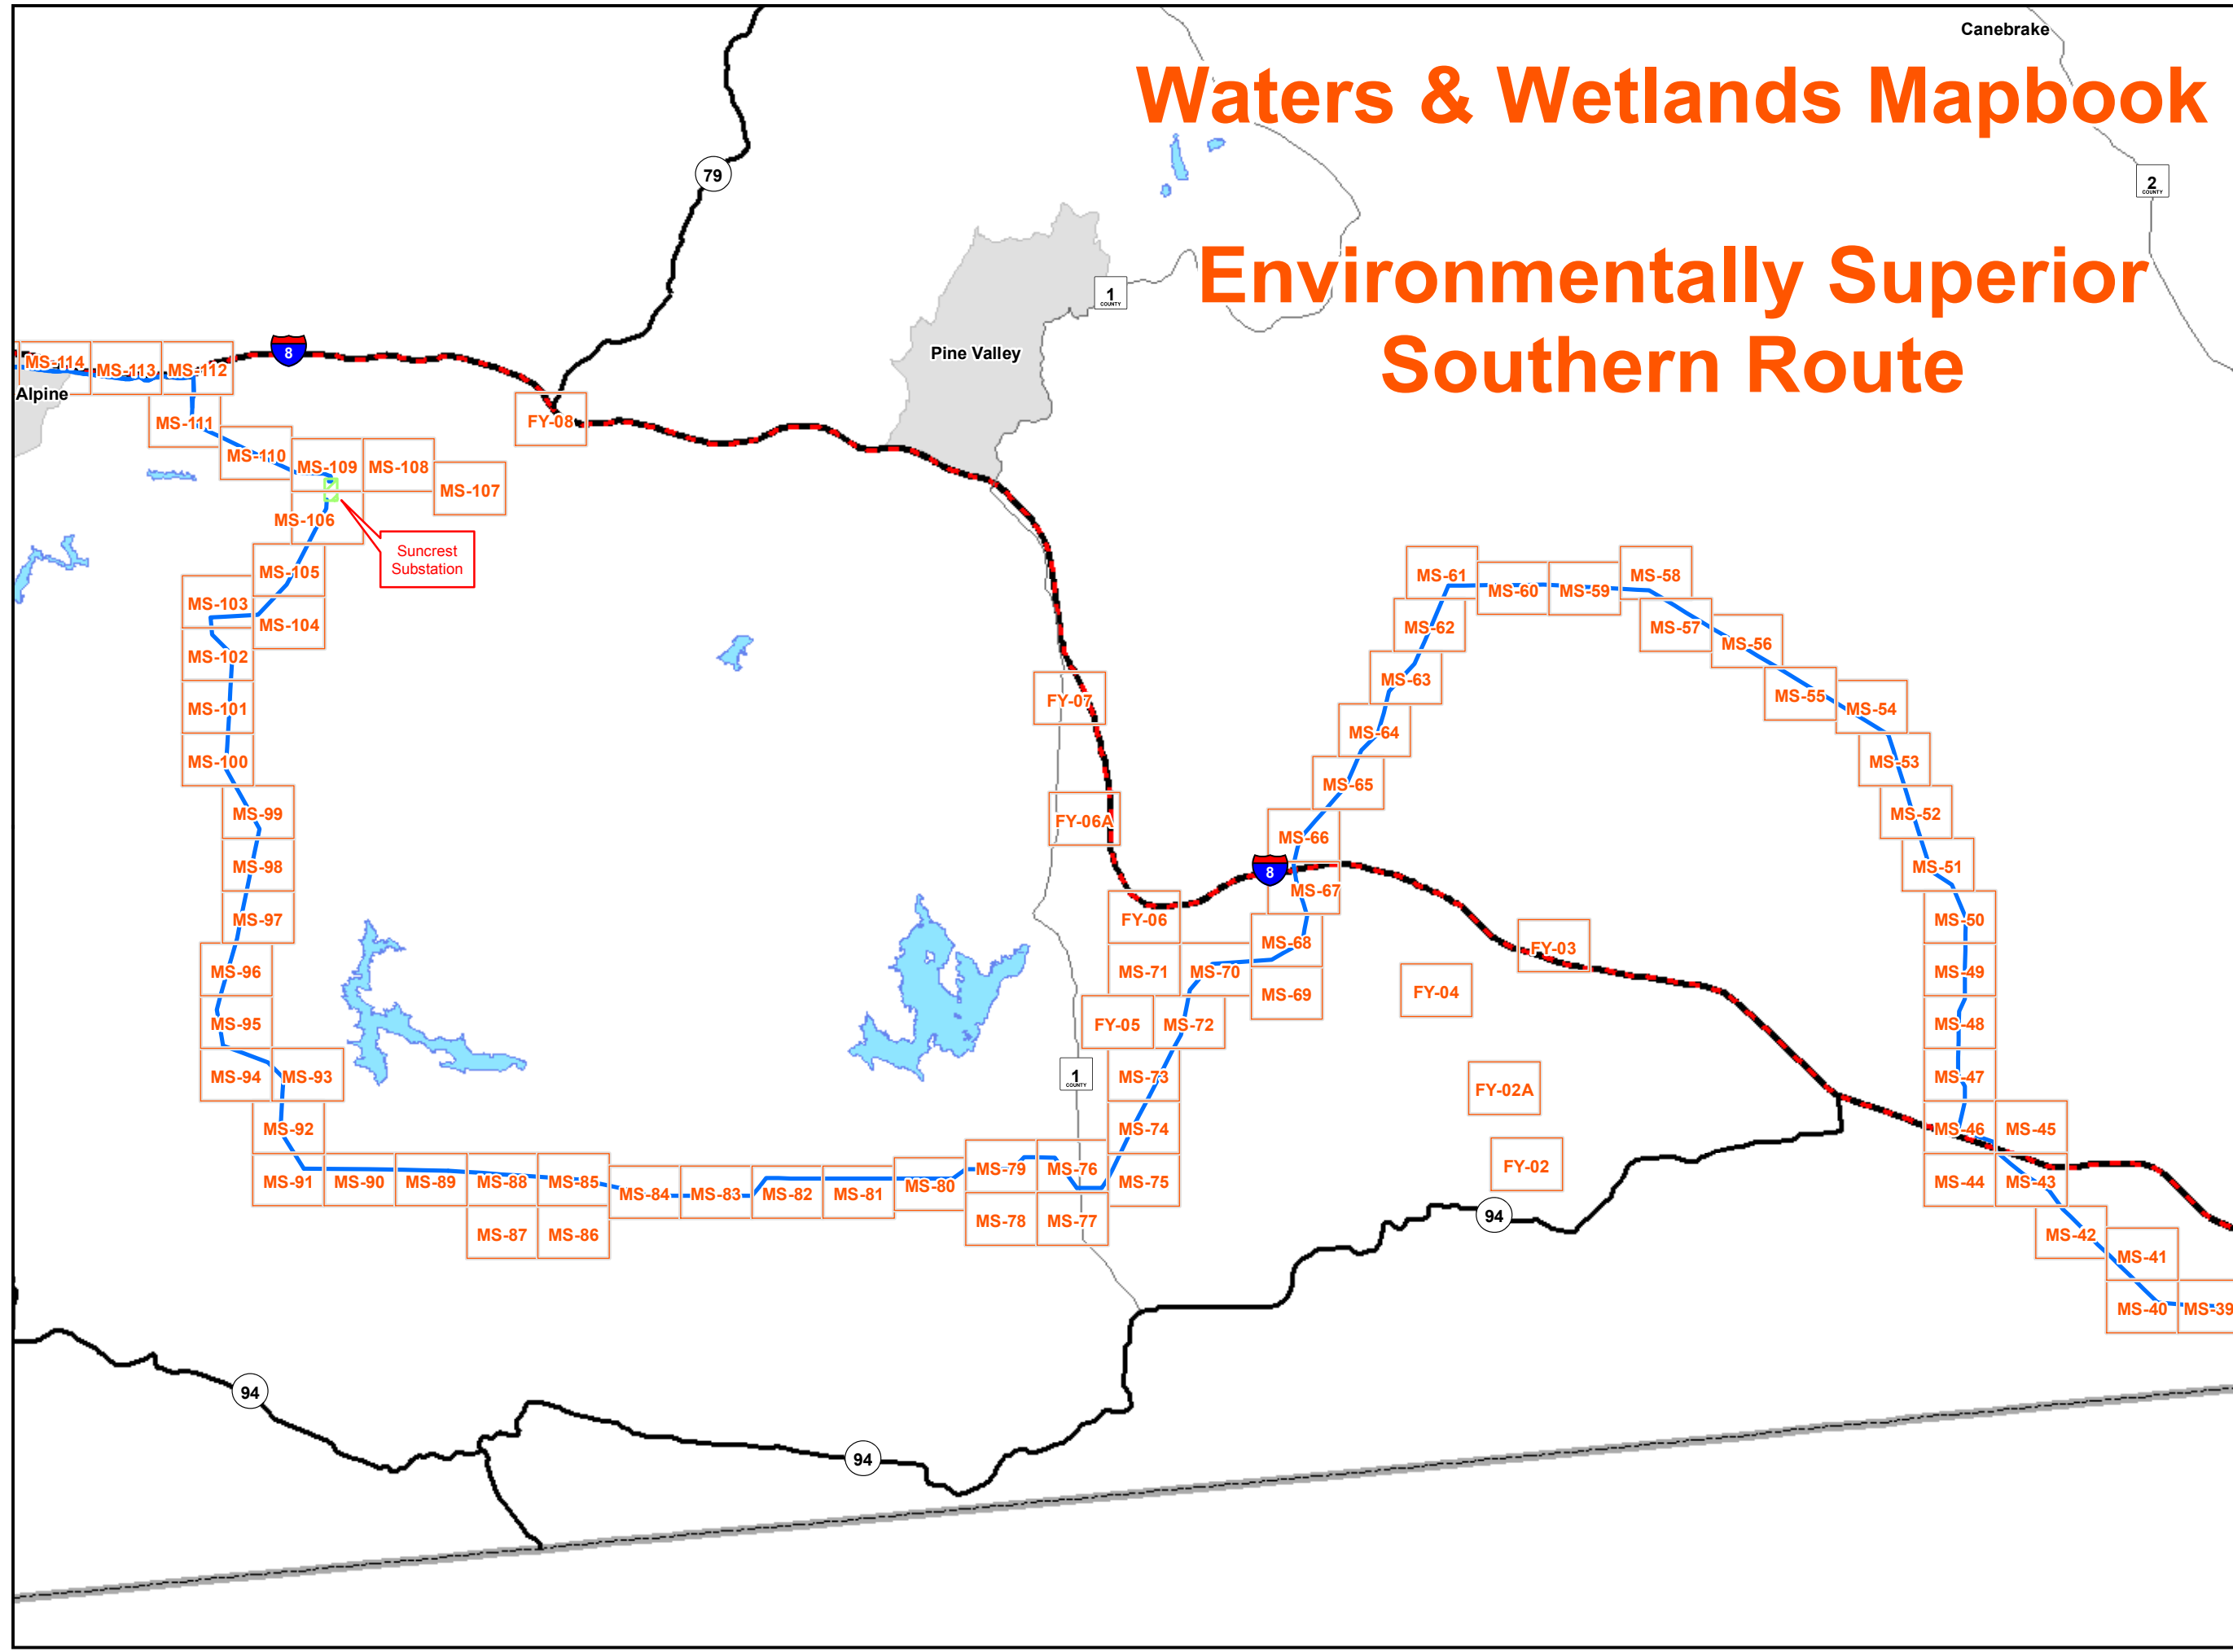 Canebrake
Waters & Wetlands Mapbook
79
2
COUNTY
Environmentally Superior
1
COUNTY
Southern Route
Pine Valley
8
MS-114
MS-113
MS-112
Alpine
MS-111
FY-08
MS-110
MS-109
MS-108
MS-107
MS-106
Suncrest
Substation
MS-105
MS-103
MS-104
MS-102
MS-101
MS-100
MS-99
MS-98
MS-97
MS-96
MS-95
MS-94
MS-93
MS-92
MS-91
MS-90
MS-89
MS-88
MS-85
MS-87
MS-86
MS-84
MS-83
MS-82
MS-81
MS-80
MS-79
MS-76
MS-78
MS-77
MS-75
MS-74
MS-73
1
COUNTY
FY-05
MS-72
MS-71
MS-70
MS-69
MS-68
FY-06
FY-06A
FY-07
8
MS-67
MS-66
MS-65
MS-64
MS-63
MS-62
MS-61
MS-60
MS-59
MS-58
MS-57
MS-56
MS-55
MS-54
MS-53
MS-52
MS-51
MS-50
MS-49
MS-48
MS-47
MS-46
MS-45
MS-44
MS-43
MS-42
MS-41
MS-40
MS-39
FY-03
FY-04
FY-02A
FY-02
94
94
94